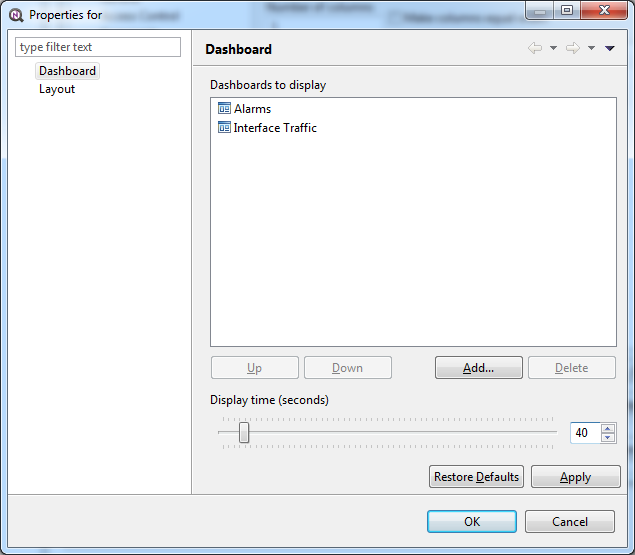 Properties for
type filter text
Dashboard
Layout
Dashboard
Dashboards to display
Alarms
Interface Traffic
Up
Down
Add...
Delete
Display time (seconds)
40
Restore Defaults
Apply
OK
Cancel